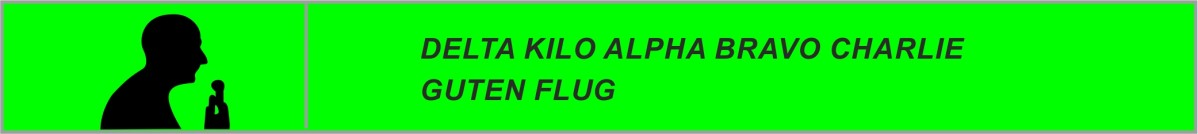 DELTA KILO ALPHA BRAVO CHARLIE
GUTEN FLUG